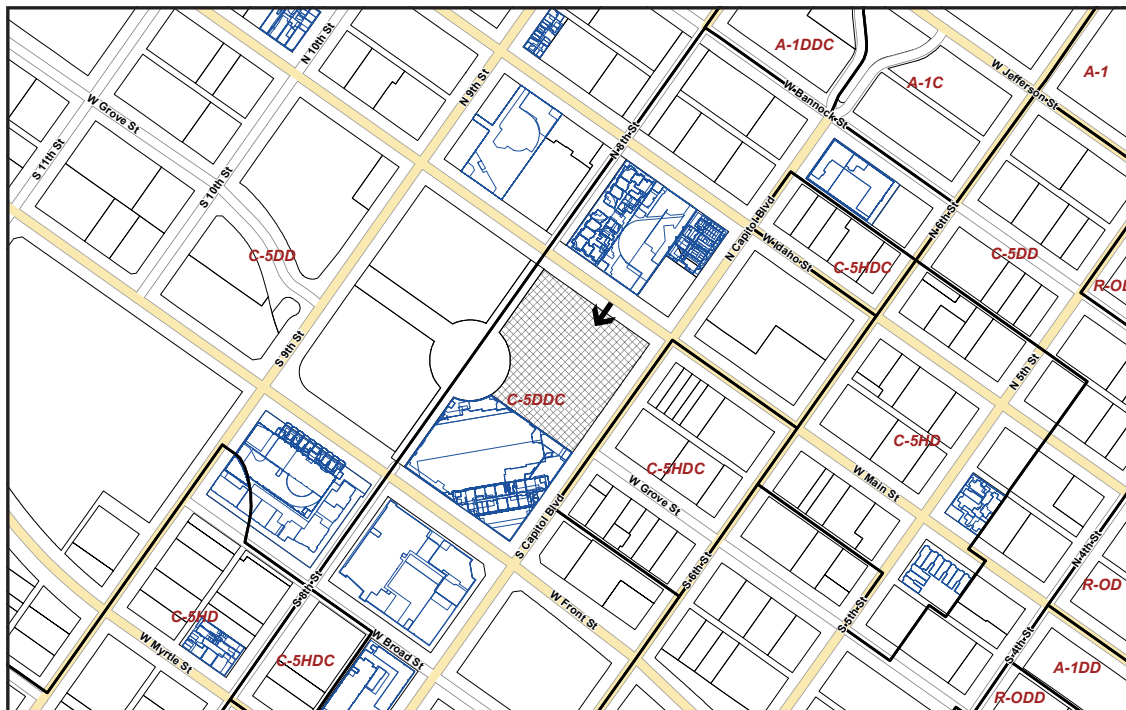 N 10th St
A-1DDC
W Jefferson St
A-1
A-1C
N 9th St
W Bannock St
W Grove St
S 11th St
N 8th St
S 10th St
N Capitol Blvd
N 6th St
W Idaho St
C-5DD
C-5HDC
C-5DD
R-OD
S 9th St
N 5th St
C-5DDC
C-5HD
C-5HDC
W Main St
W Grove St
S Capitol Blvd
N 4th St
S 8th St
S 6th St
R-OD
W Front St
S 5th St
C-5HD
W Broad St
W Myrtle St
C-5HDC
S 4th St
A-1DD
R-ODD